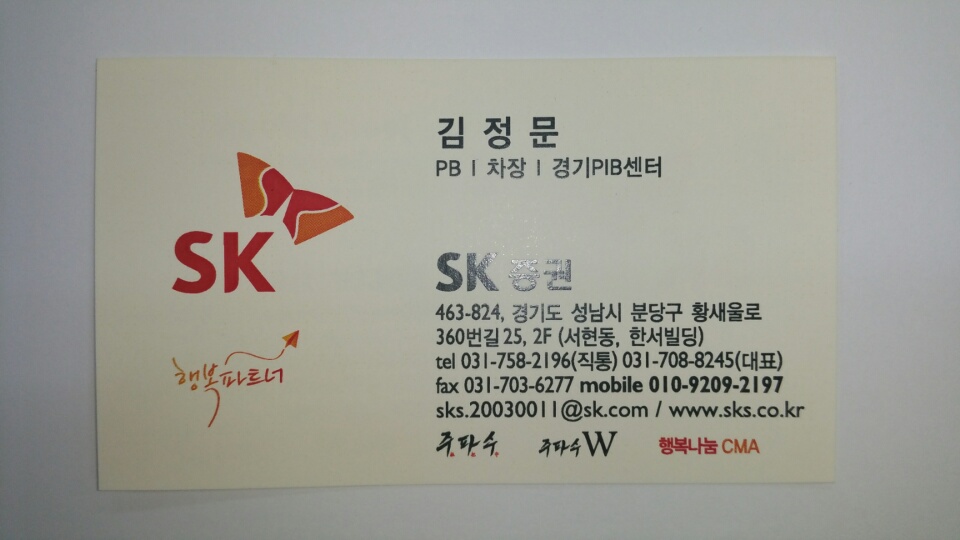 SK
행복파트너
김정문
PB | 차장 | 경기PIB센터
SK 증권
463-824, 경기도 성남시 분당구 황새울로
360번길 25, 2F (서현동, 한서빌딩)
tel 031-758-2196(직통) 031-708-8245(대표)
fax 031-703-6277 mobile 010-9209-2197
sks.20030011@sk.com / www.sks.co.kr
주파수 주파수W 행복나눔 CMA